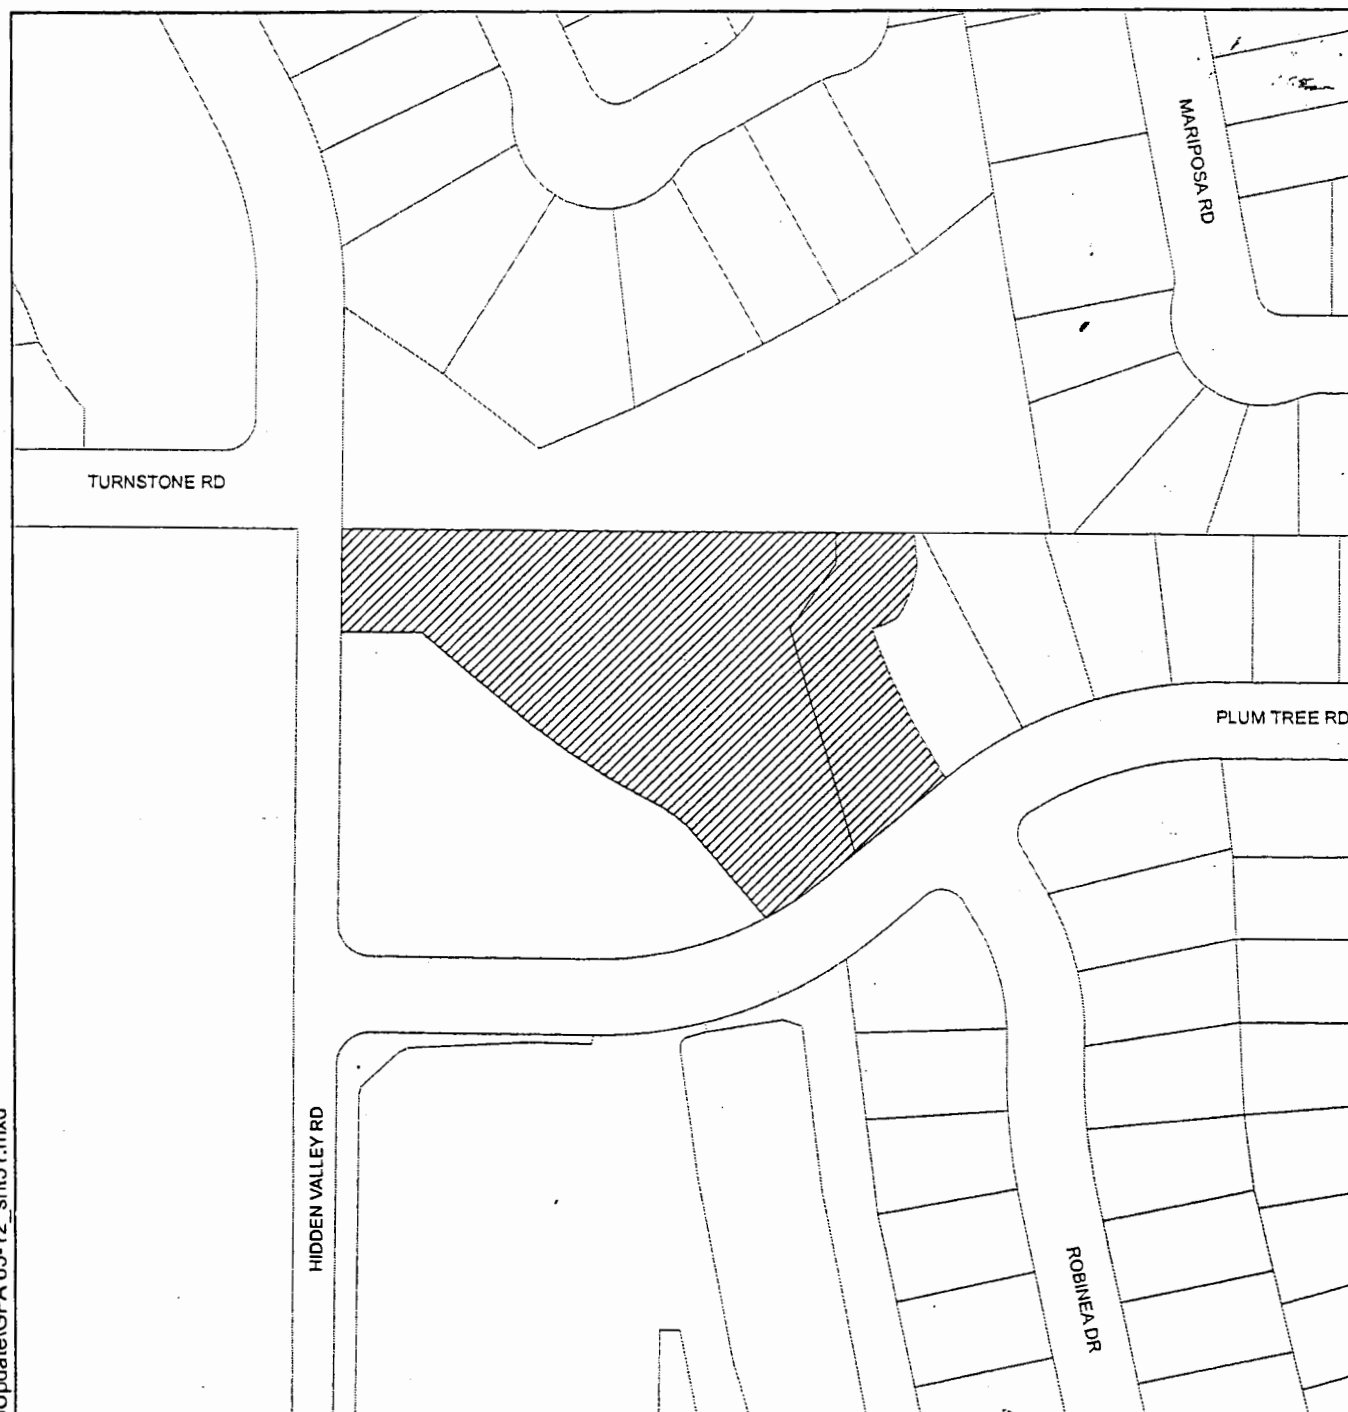 MARIPOSA RD
TURNSTONE RD
PLUM TREE RD
HIDDEN VALLEY RD
ROBINEA DR